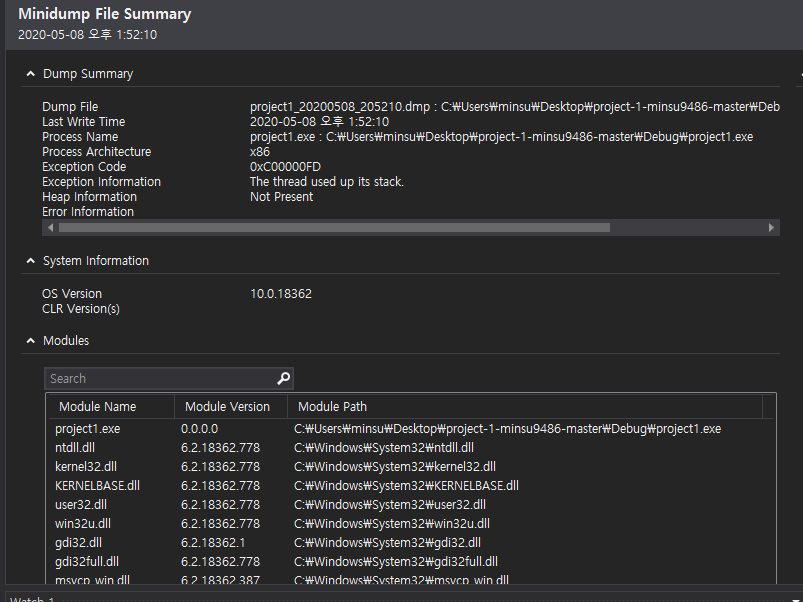 Minidump File Summary
2020-05-08 오후 1:52:10
Dump Summary
Dump File project1_20200508_205210.dmp : C:₩Users₩minsu₩Desktop₩project-1-minsu9486-master₩Deb
Last Write Time 2020-05-08 오후 1:52:10
Process Name project1.exe : C:₩Users₩minsu₩Desktop₩project-1-minsu9486-master₩Debug₩project1.exe
Process Architecture x86
Exception Code 0xC00000FD
Exception Information The thread used up its stack.
Heap Information Not Present
Error Information
System Information
OS Version 10.0.18362
CLR Version(s)
Modules
Search
Module Name Module Version Module Path
project1.exe 0.0.0.0 C:₩Users₩minsu₩Desktop₩project-1-minsu9486-master₩Debug₩project1.exe
ntdll.dll 6.2.18362.778 C:₩Windows₩System32₩ntdll.dll
kernel32.dll 6.2.18362.778 C:₩Windows₩System32₩kernel32.dll
KERNELBASE.dll 6.2.18362.778 C:₩Windows₩System32₩KERNELBASE.dll
user32.dll 6.2.18362.778 C:₩Windows₩System32₩user32.dll
win32u.dll 6.2.18362.778 C:₩Windows₩System32₩win32u.dll
gdi32.dll 6.2.18362.1 C:₩Windows₩System32₩gdi32.dll
gdi32full.dll 6.2.18362.778 C:₩Windows₩System32₩gdi32full.dll
msvcp_win.dll 6.2.18362.387 C:₩Windows₩System32₩msvcp_win.dll
Watch 1